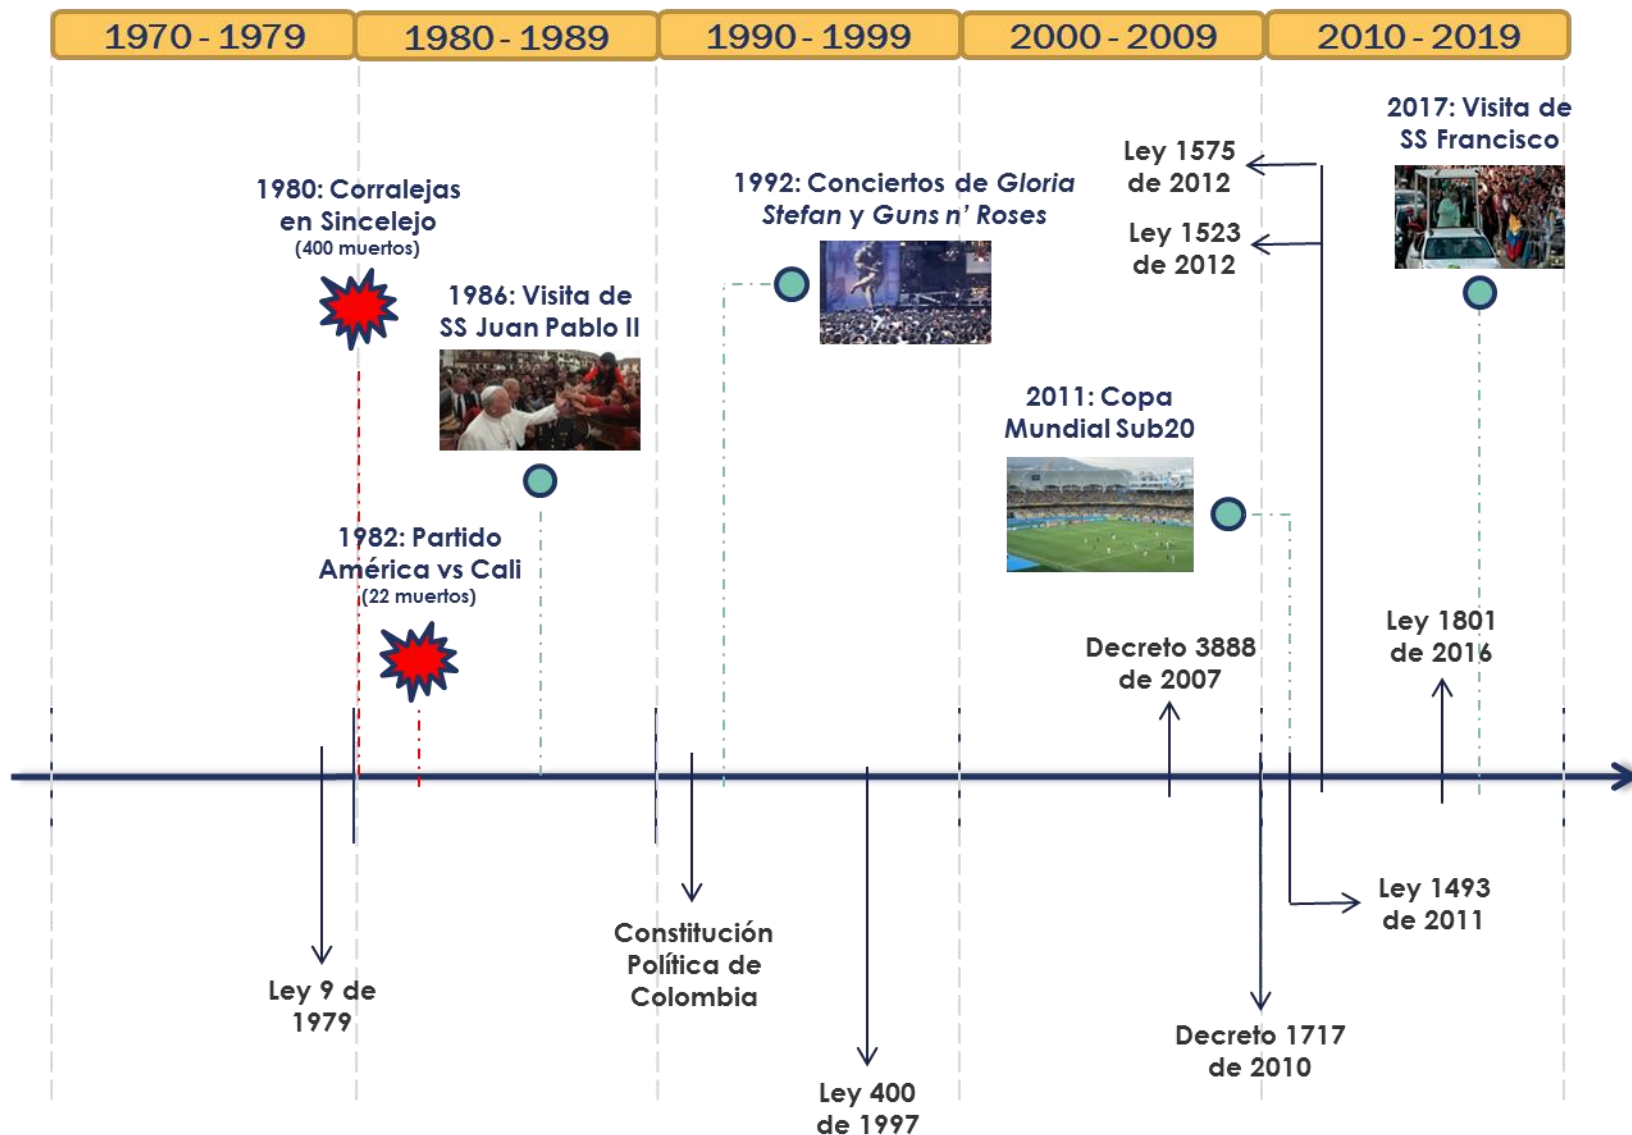 1970 - 1979
1980 - 1989
1990 - 1999
2000 - 2009
2010 - 2019
1980: Corralejas
en Sincelejo
(400 muertos)
1986: Visita de
SS Juan Pablo II
1982: Partido
América vs Cali
(22 muertos)
1992: Conciertos de Gloria
Stefan y Guns n' Roses
Ley 1575
de 2012
Ley 1523
de 2012
2017: Visita de
SS Francisco
2011: Copa
Mundial Sub20
Decreto 3888
de 2007
Ley 1801
de 2016
Ley 9 de
1979
Constitución
Política de
Colombia
Ley 400
de 1997
Decreto 1717
de 2010
Ley 1493
de 2011